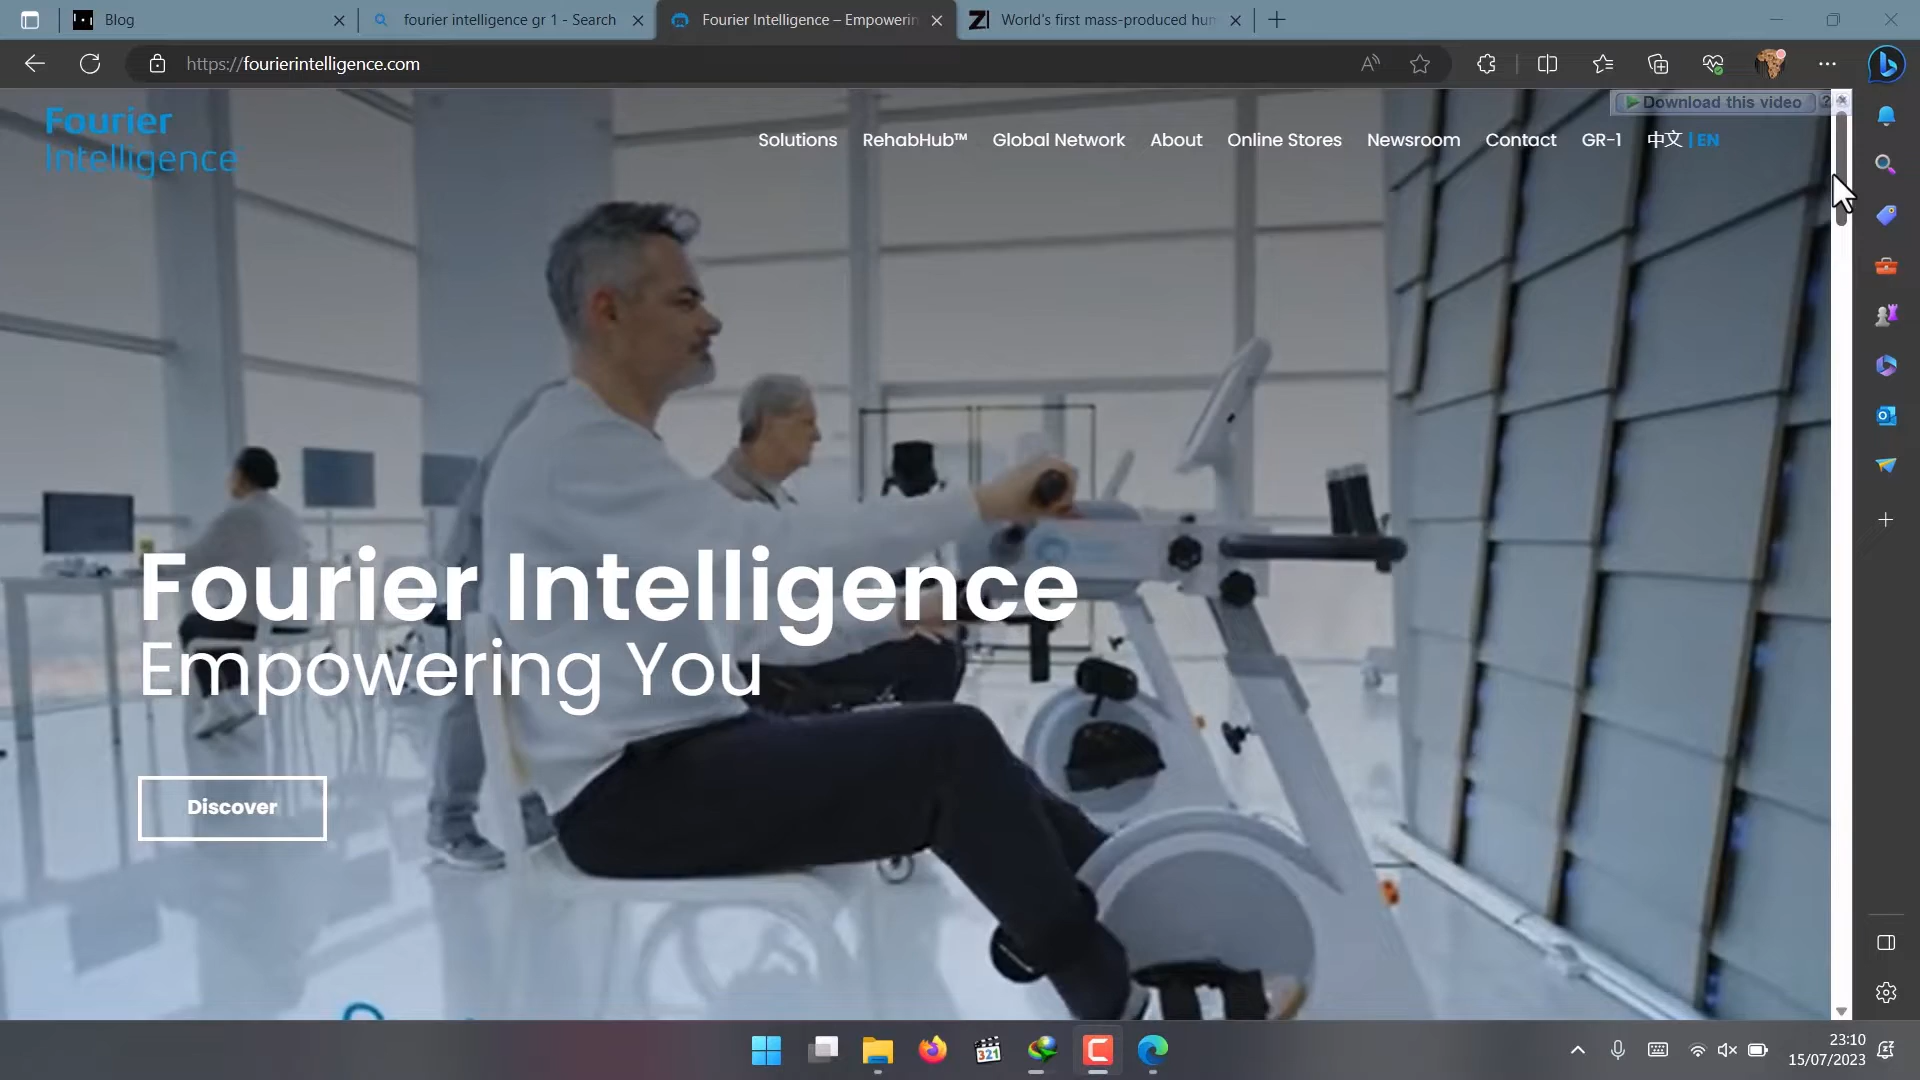 Blog
fourier intelligence gr 1 - Search
Fourier Intelligence – Empowerin
World's first mass-produced hum
https://fourierintelligence.com
Download this video
?
Fourier
Intelligence
Solutions
RehabHub™
Global Network
About
Online Stores
Newsroom
Contact
GR-1
中文 | EN
Fourier Intelligence
Empowering You
Discover
321
23:10
15/07/2023